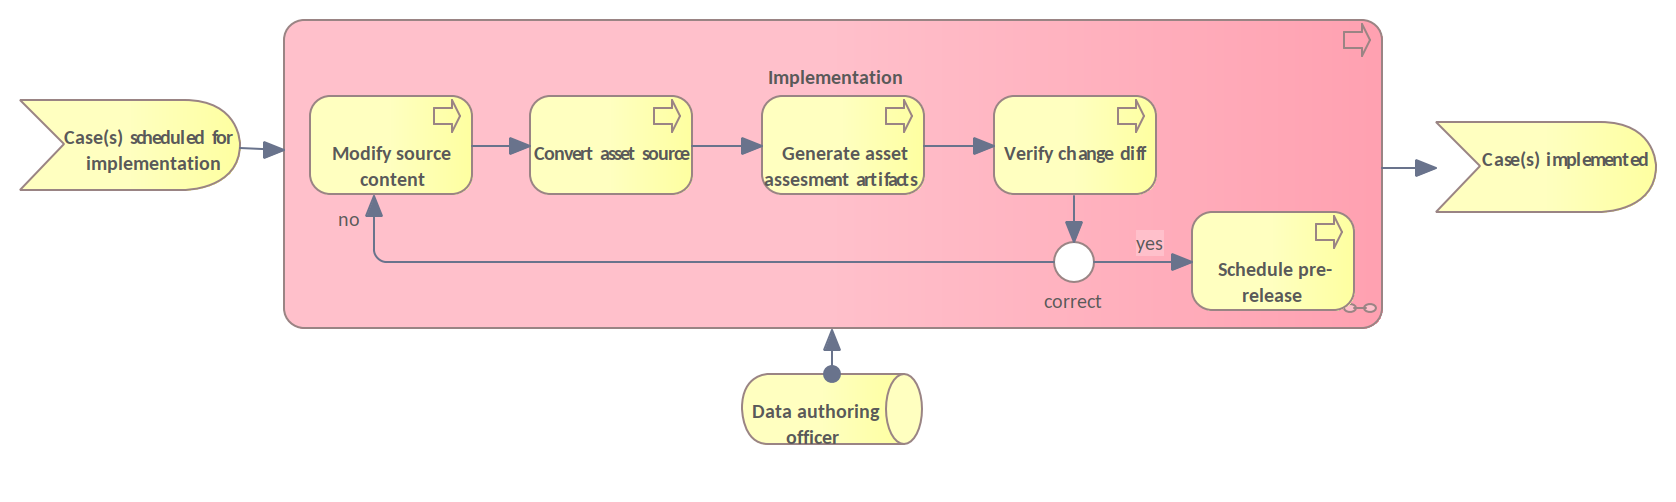 Implementation
Case(s) scheduled for
implementation
Modify source
content
Convert asset source
Generate asset
assesment artifacts
Verify change diff
Case(s) implemented
no
yes
correct
Schedule pre-
release
Data authoring
officer